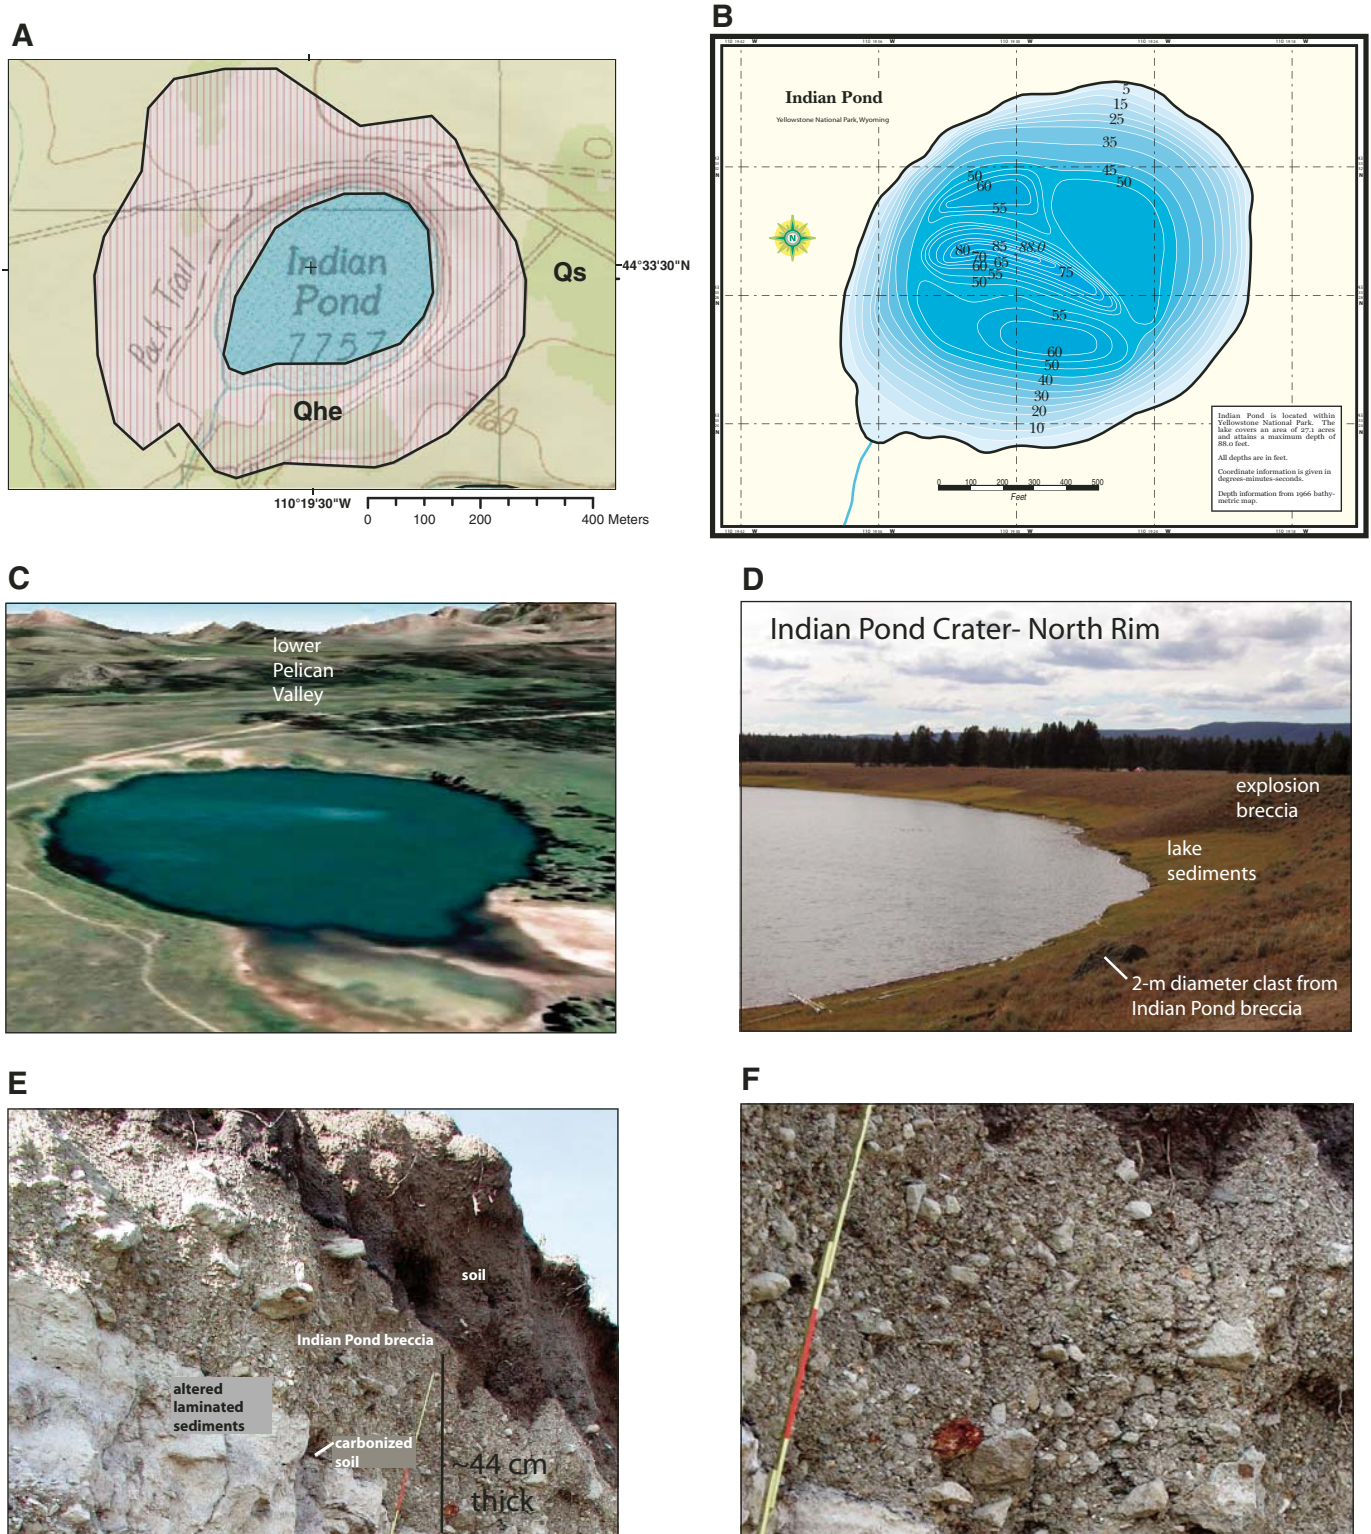 A
Indian
Pond
7757
Pack Trail
7760
Qs
Qhe
44°33'30"N
110°19'30"W
0 100 200 400 Meters
B
Indian Pond
Yellowstone National Park, Wyoming
N
5
15
25
35
45
50
50
60
55
80
70
60
50
85
65
55
88.0
75
55
60
50
40
30
20
10
0 100 200 300 400 500
Feet
Indian Pond is located within
Yellowstone National Park. The
lake covers an area of 27.1 acres
and attains a maximum depth of
88.0 feet.
All depths are in feet.
Coordinate information is given in
degrees-minutes-seconds.
Depth information from 1966 bathy-
metric map.
C
lower
Pelican
Valley
D
Indian Pond Crater- North Rim
explosion
breccia
lake
sediments
2-m diameter clast from
Indian Pond breccia
E
soil
Indian Pond breccia
altered
laminated
sediments
carbonized
soil
~44 cm
thick
F